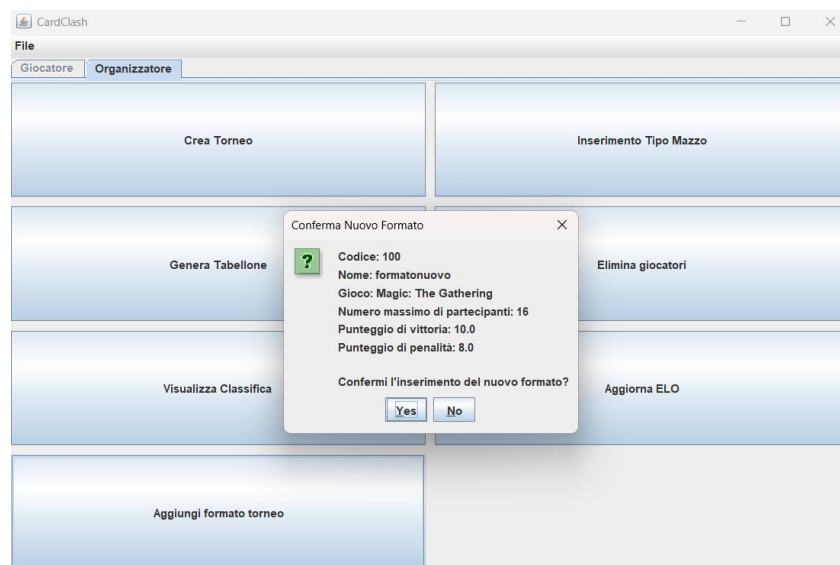 CardClash
File
Giocatore
Organizzatore
Crea Torneo
Inserimento Tipo Mazzo
Genera Tabellone
Elimina giocatori
Conferma Nuovo Formato
?
Codice: 100
Nome: formatonuovo
Gioco: Magic: The Gathering
Numero massimo di partecipanti: 16
Punteggio di vittoria: 10.0
Punteggio di penalità: 8.0
Confermi l'inserimento del nuovo formato?
Yes
No
Visualizza Classifica
Aggiorna ELO
Aggiungi formato torneo